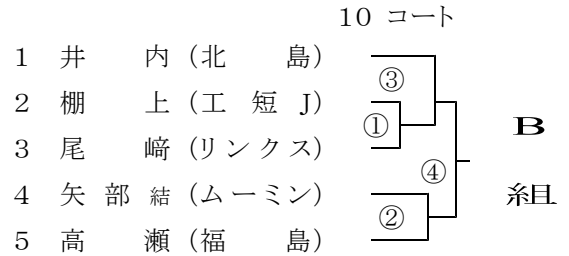 10 コート
1 井 内 (北 島)
2 棚 上 (工 短 J)
3 尾 﨑 (リンクス)
4 矢 部 結 (ムーミン)
5 高 瀬 (福 島)
③
①
④
②
B
組